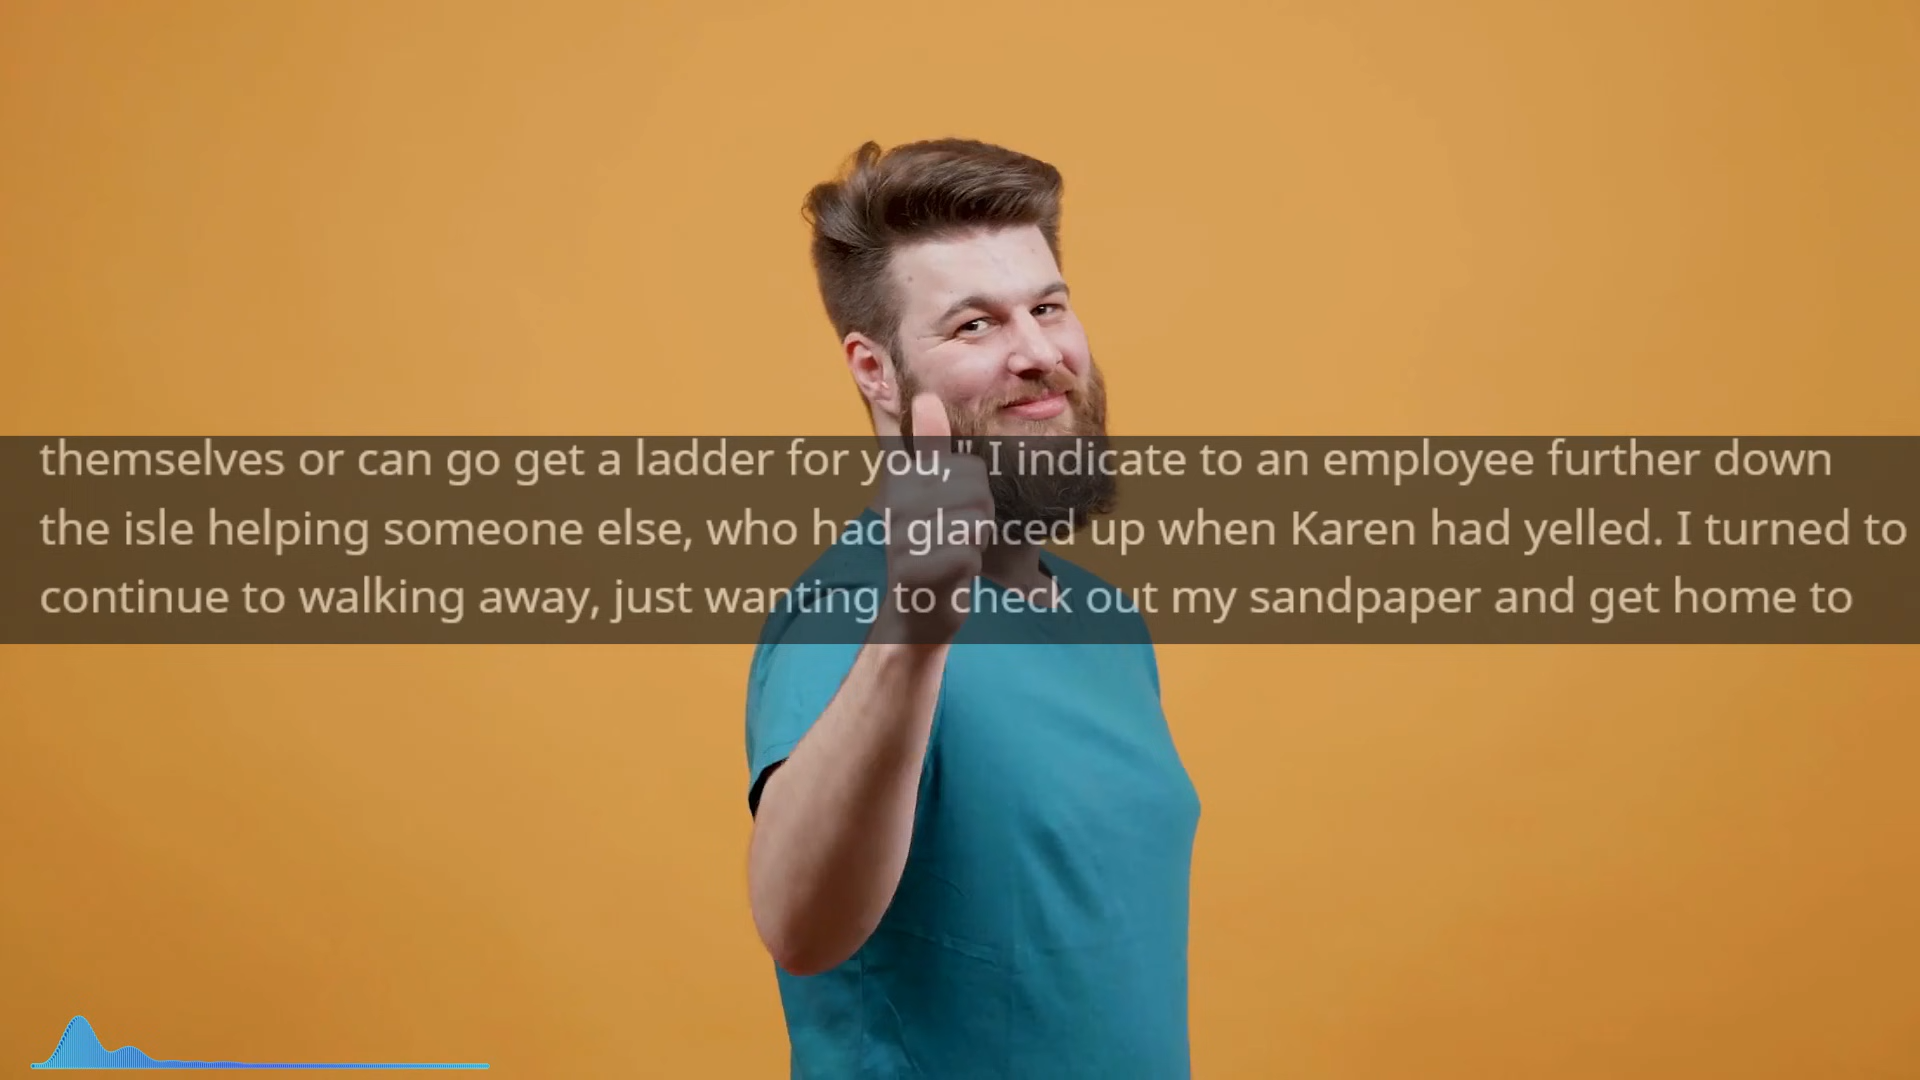 themselves or can go get a ladder for you," I indicate to an employee further down
the isle helping someone else, who had glanced up when Karen had yelled. I turned to
continue to walking away, just wanting to check out my sandpaper and get home to